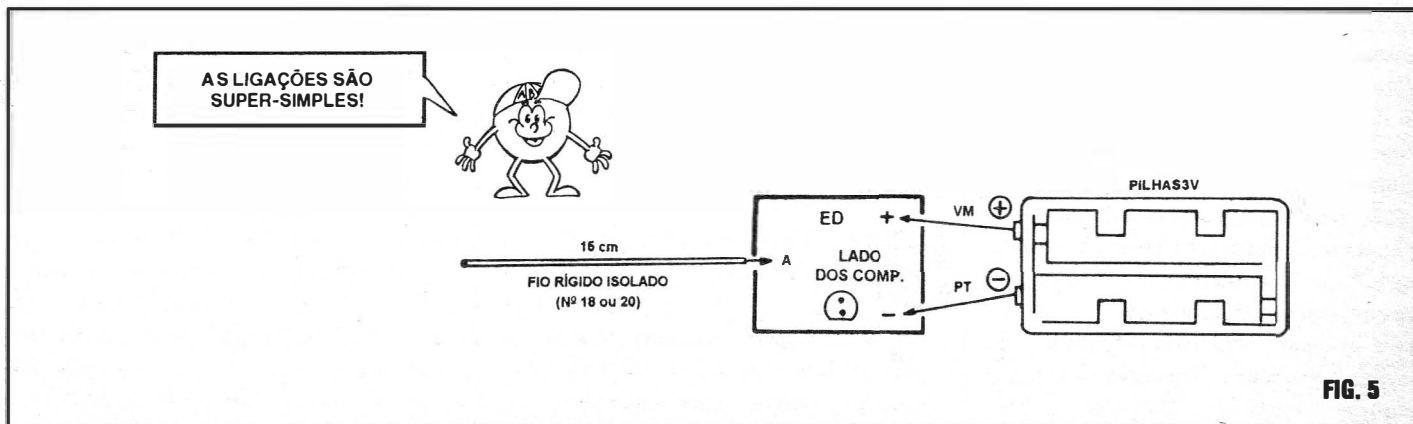 AS LIGAÇÕES SÃO
SUPER-SIMPLES!
PILHAS3V
ED
+
VM
+
15 cm
A
LADO
DOS COMP.
FIO RÍGIDO ISOLADO
(Nº 18 ou 20)
−
PT
−
FIG. 5